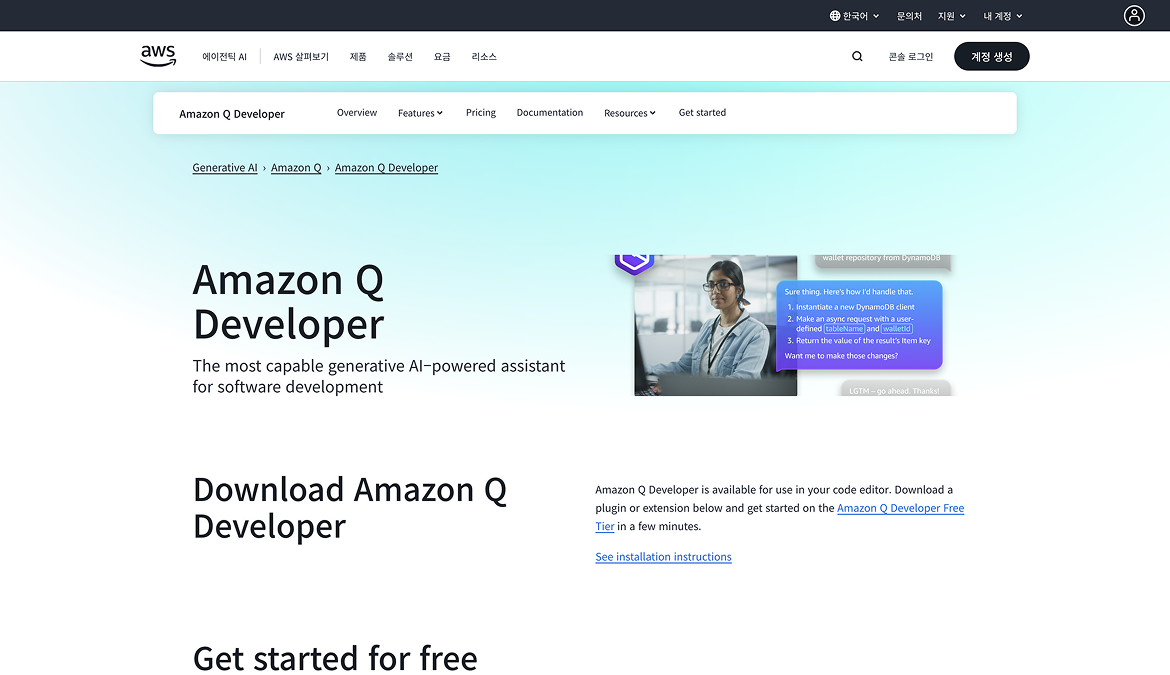 한국어
문의처
지원
내 계정
aws
에이전틱 AI
AWS 살펴보기
제품
솔루션
요금
리소스
콘솔 로그인
계정 생성
Amazon Q Developer
Overview
Features
Pricing
Documentation
Resources
Get started
Generative AI › Amazon Q › Amazon Q Developer
Amazon Q
Developer
The most capable generative AI-powered assistant
for software development
wallet repository from DynamoDB
Sure thing. Here's how I'd handle that.
1. Instantiate a new DynamoDB client
2. Make an async request with a user-
defined tableName and walletId
3. Return the value of the result's Item key
Want me to make those changes?
LGTM – go ahead. Thanks!
Download Amazon Q
Developer
Amazon Q Developer is available for use in your code editor. Download a
plugin or extension below and get started on the Amazon Q Developer Free
Tier in a few minutes.
See installation instructions
Get started for free